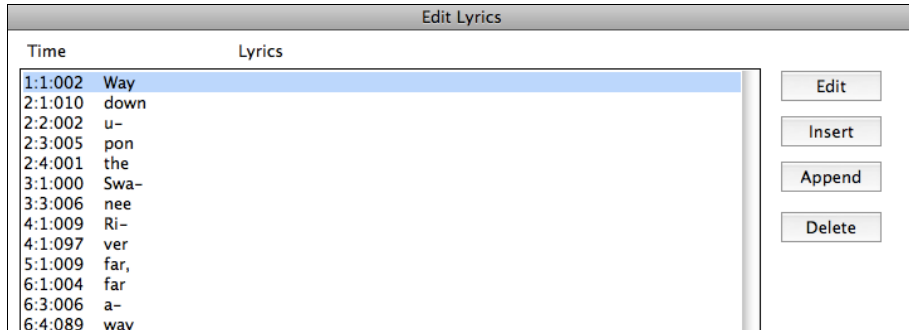 Edit Lyrics
Time Lyrics
1:1:002 Way
2:1:010 down
2:2:002 u-
2:3:005 pon
2:4:001 the
3:1:000 Swa-
3:3:006 nee
4:1:009 Ri-
4:1:097 ver
5:1:009 far,
6:1:004 far
6:3:006 a-
6:4:089 way
Edit
Insert
Append
Delete